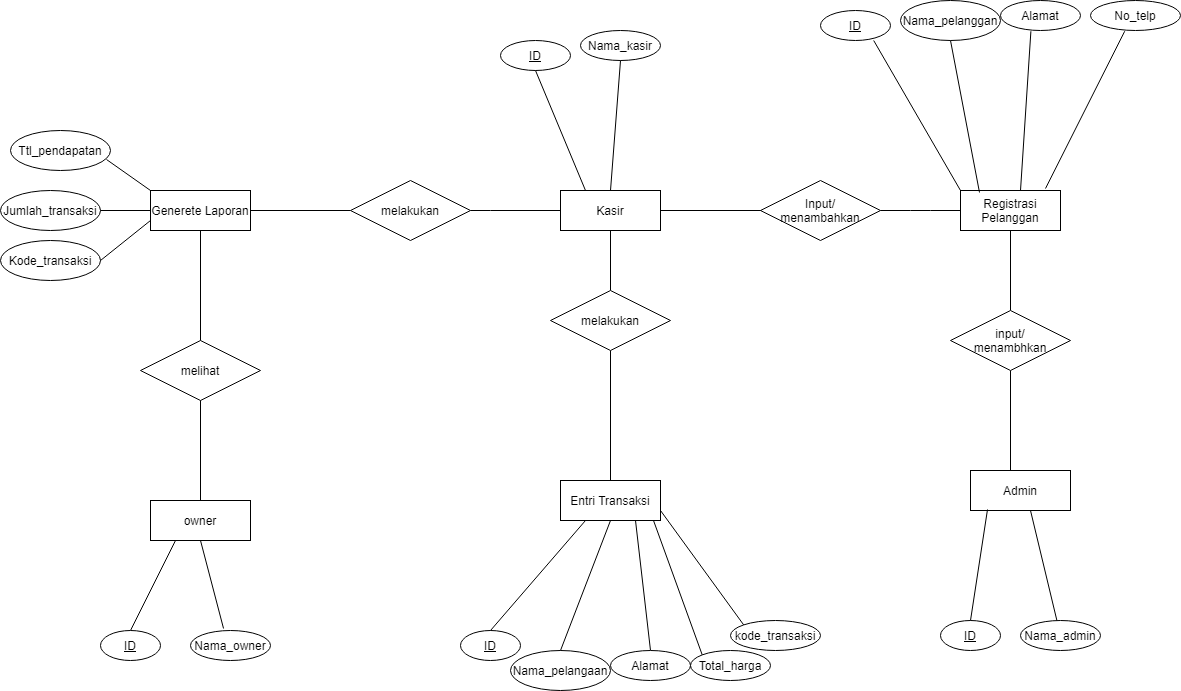 ID
Nama_kasir
ID
Nama_pelanggan
Alamat
No_telp
Ttl_pendapatan
Jumlah_transaksi
Kode_transaksi
Generete Laporan
melakukan
Kasir
Input/
menambahkan
Registrasi
Pelanggan
melihat
melakukan
input/
menambhkan
owner
Entri Transaksi
Admin
ID
Nama_owner
ID
Nama_pelangaan
Alamat
Total_harga
kode_transaksi
ID
Nama_admin